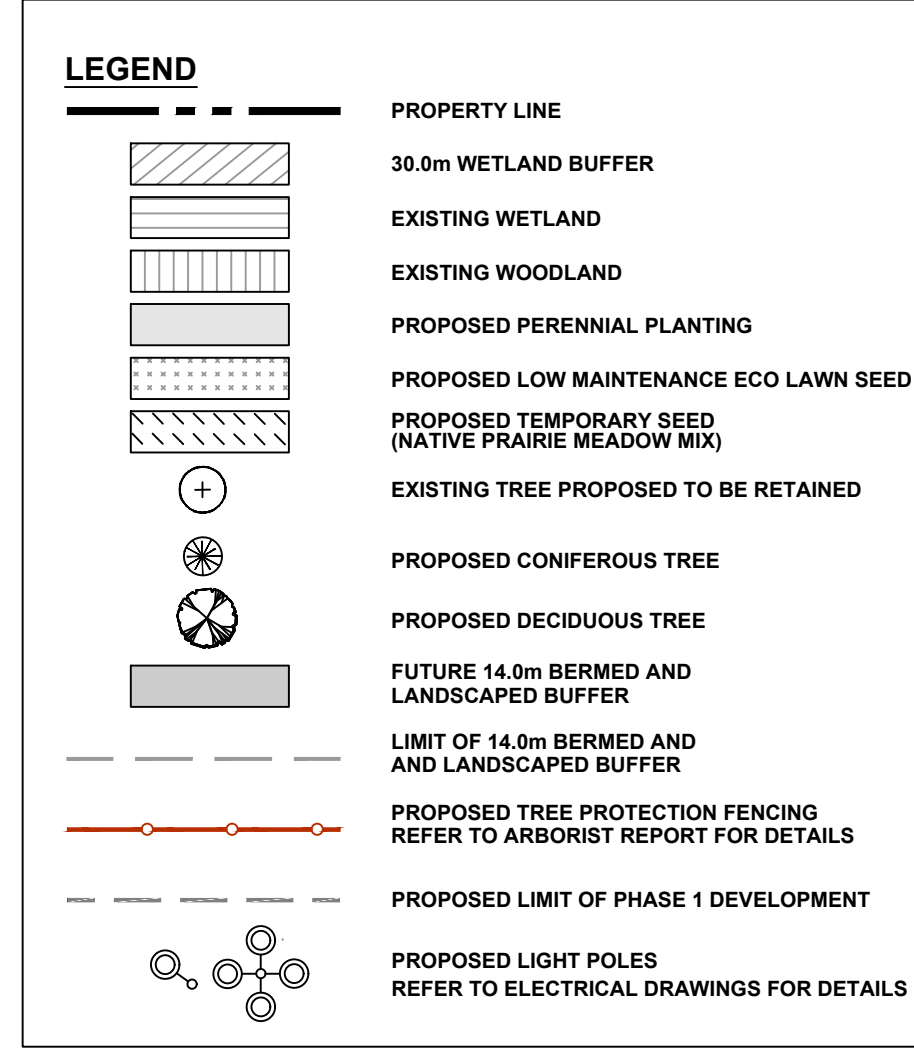 LEGEND
PROPERTY LINE
30.0m WETLAND BUFFER
EXISTING WETLAND
EXISTING WOODLAND
PROPOSED PERENNIAL PLANTING
PROPOSED LOW MAINTENANCE ECO LAWN SEED
PROPOSED TEMPORARY SEED
(NATIVE PRAIRIE MEADOW MIX)
EXISTING TREE PROPOSED TO BE RETAINED
PROPOSED CONIFEROUS TREE
PROPOSED DECIDUOUS TREE
FUTURE 14.0m BERMED AND
LANDSCAPED BUFFER
LIMIT OF 14.0m BERMED AND
AND LANDSCAPED BUFFER
PROPOSED TREE PROTECTION FENCING
REFER TO ARBORIST REPORT FOR DETAILS
PROPOSED LIMIT OF PHASE 1 DEVELOPMENT
PROPOSED LIGHT POLES
REFER TO ELECTRICAL DRAWINGS FOR DETAILS